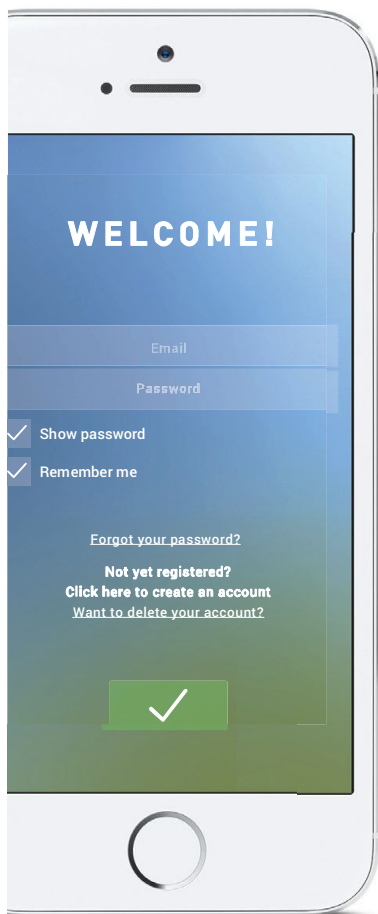 WELCOME!
Email
Password
Show password
Remember me
Forgot your password?
Not yet registered?
Click here to create an account
Want to delete your account?